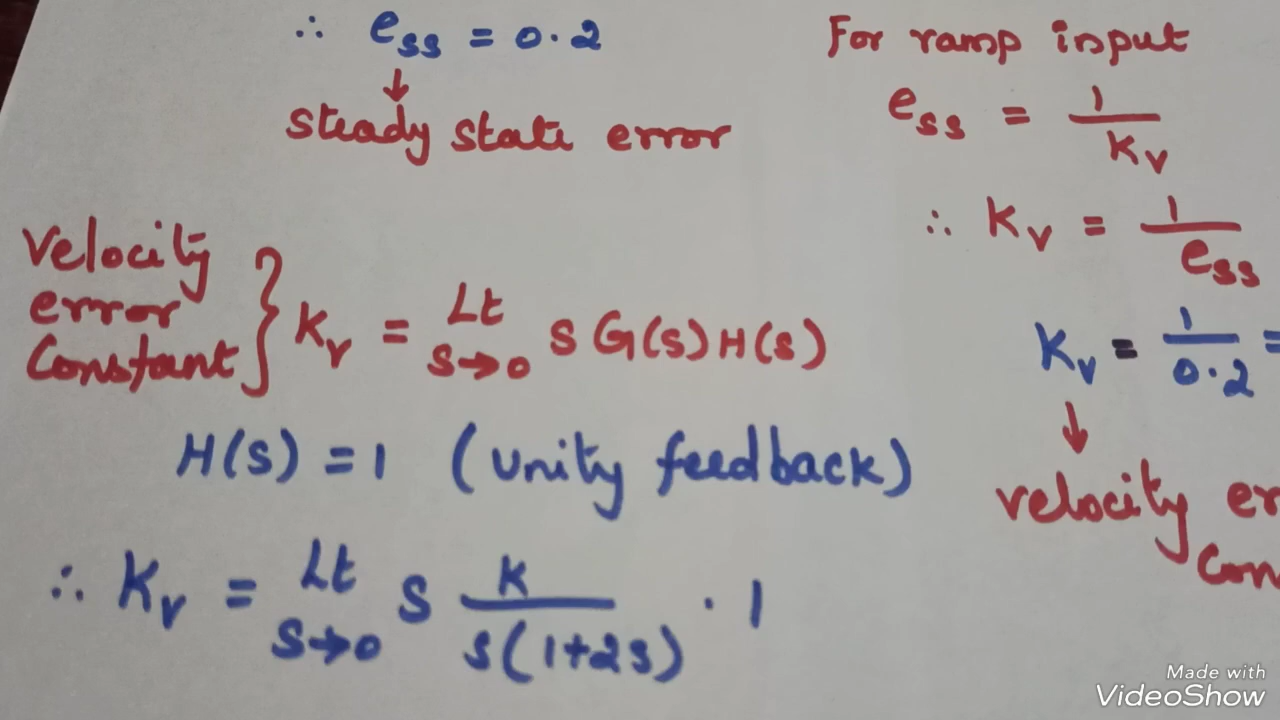 ∴ ess = 0.2
↓
steady state error
For ramp input
ess = 1/Kv
∴ Kv = 1/ess
Kv = 1/0.2 =
↓
velocity er
Con
Velocity
error
Constant } Kv = Lt s→0 s G(s) H(s)
H(s) = 1 (unity feedback)
∴ Kv = Lt s→0 s K/s(1+2s) · 1
Made with
VideoShow